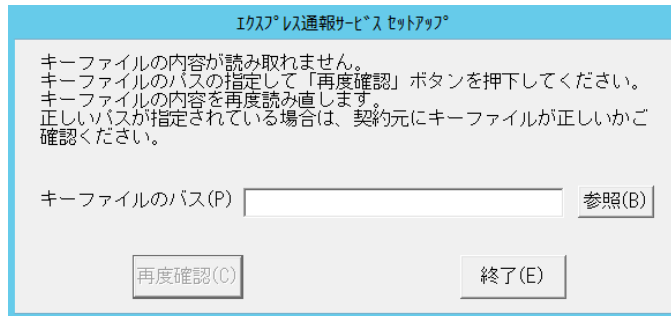 ｴｸｽﾌﾟﾚｽ通報ｻｰﾋﾞｽ ｾｯﾄｱｯﾌﾟ
キーファイルの内容が読み取れません。
キーファイルのパスの指定して「再度確認」ボタンを押下してください。
キーファイルの内容を再度読み直します。
正しいパスが指定されている場合は、契約元にキーファイルが正しいかご
確認ください。
キーファイルのパス(P) 参照(B)
再度確認(C) 終了(E)